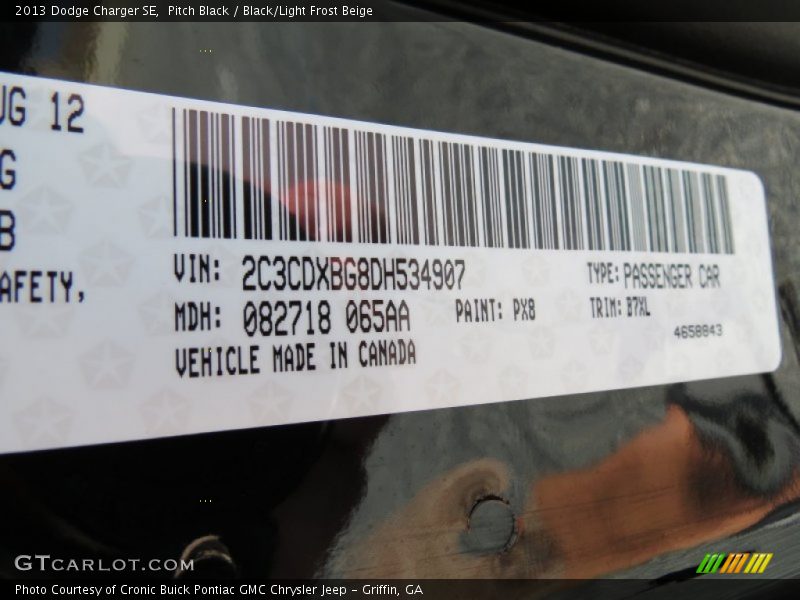 2013 Dodge Charger SE,  Pitch Black / Black/Light Frost Beige
UG 12
G
B
AFETY,
VIN: 2C3CDXBG8DH534907
TYPE: PASSENGER CAR
MDH: 082718 065AA
PAINT: PX8
TRIM: B7XL
4658843
VEHICLE MADE IN CANADA
GTCARLOT.COM
Photo Courtesy of Cronic Buick Pontiac GMC Chrysler Jeep - Griffin, GA